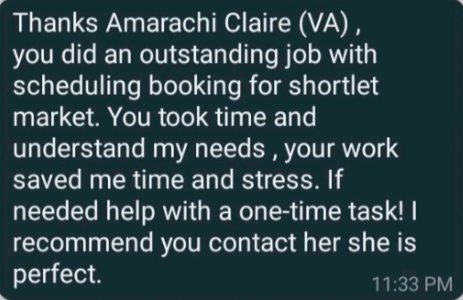 Thanks Amarachi Claire (VA) ,
you did an outstanding job with
scheduling booking for shortlet
market. You took time and
understand my needs , your work
saved me time and stress. If
needed help with a one-time task! I
recommend you contact her she is
perfect.
11:33 PM